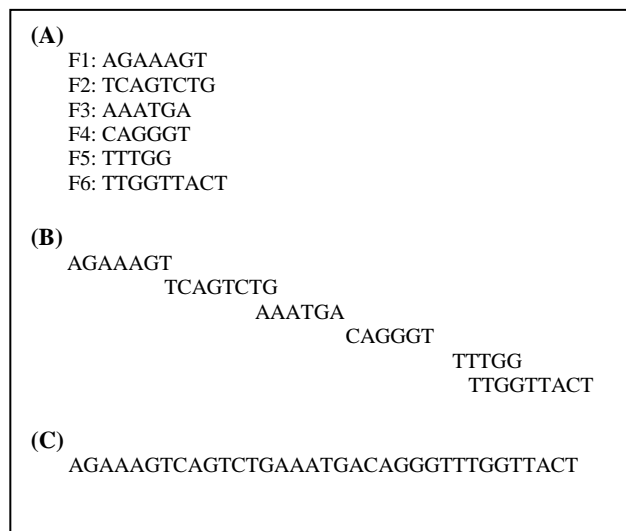 (A)
F1: AGAAAGT
F2: TCAGTCTG
F3: AAATGA
F4: CAGGGT
F5: TTTGG
F6: TTGGTTACT
(B)
AGAAAGT
TCAGTCTG
AAATGA
CAGGGT
TTTGG
TTGGTTACT
(C)
AGAAAGTCAGTCTGAAATGACAGGGTTTGGTTACT